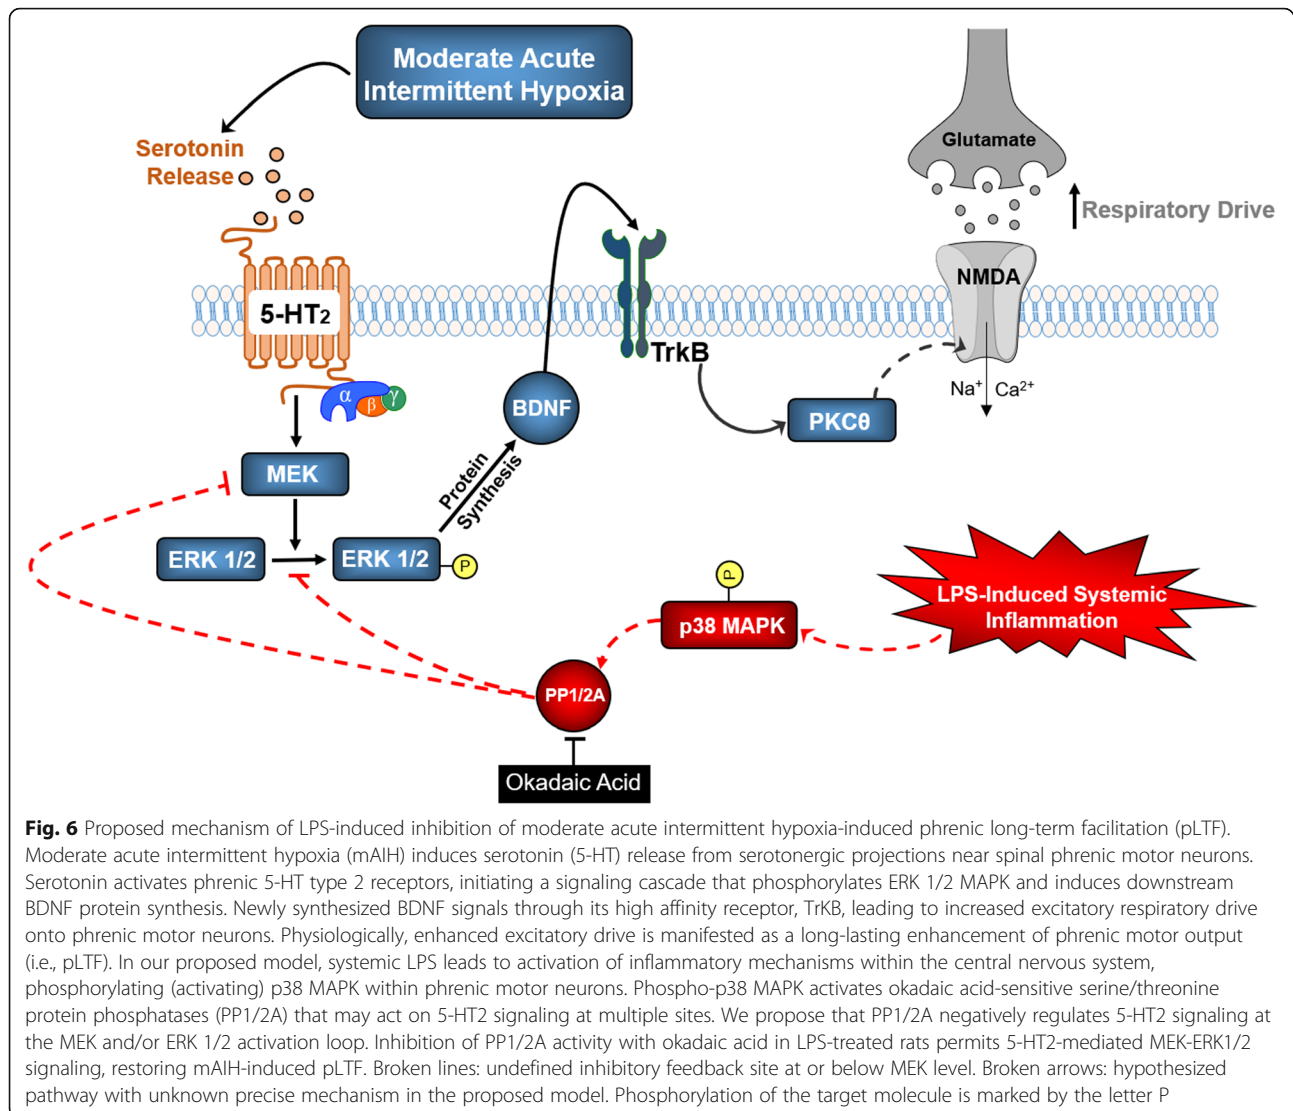 Moderate Acute
Intermittent Hypoxia
Serotonin
Release
Glutamate
Respiratory Drive
5-HT2
NMDA
TrkB
Na+
Ca2+
α
β
γ
BDNF
PKCθ
MEK
Protein
Synthesis
ERK 1/2
ERK 1/2
P
P
p38 MAPK
LPS-Induced Systemic
Inflammation
PP1/2A
Okadaic Acid
Fig. 6 Proposed mechanism of LPS-induced inhibition of moderate acute intermittent hypoxia-induced phrenic long-term facilitation (pLTF).
Moderate acute intermittent hypoxia (mAIH) induces serotonin (5-HT) release from serotonergic projections near spinal phrenic motor neurons.
Serotonin activates phrenic 5-HT type 2 receptors, initiating a signaling cascade that phosphorylates ERK 1/2 MAPK and induces downstream
BDNF protein synthesis. Newly synthesized BDNF signals through its high affinity receptor, TrKB, leading to increased excitatory respiratory drive
onto phrenic motor neurons. Physiologically, enhanced excitatory drive is manifested as a long-lasting enhancement of phrenic motor output
(i.e., pLTF). In our proposed model, systemic LPS leads to activation of inflammatory mechanisms within the central nervous system,
phosphorylating (activating) p38 MAPK within phrenic motor neurons. Phospho-p38 MAPK activates okadaic acid-sensitive serine/threonine
protein phosphatases (PP1/2A) that may act on 5-HT2 signaling at multiple sites. We propose that PP1/2A negatively regulates 5-HT2 signaling at
the MEK and/or ERK 1/2 activation loop. Inhibition of PP1/2A activity with okadaic acid in LPS-treated rats permits 5-HT2-mediated MEK-ERK1/2
signaling, restoring mAIH-induced pLTF. Broken lines: undefined inhibitory feedback site at or below MEK level. Broken arrows: hypothesized
pathway with unknown precise mechanism in the proposed model. Phosphorylation of the target molecule is marked by the letter P